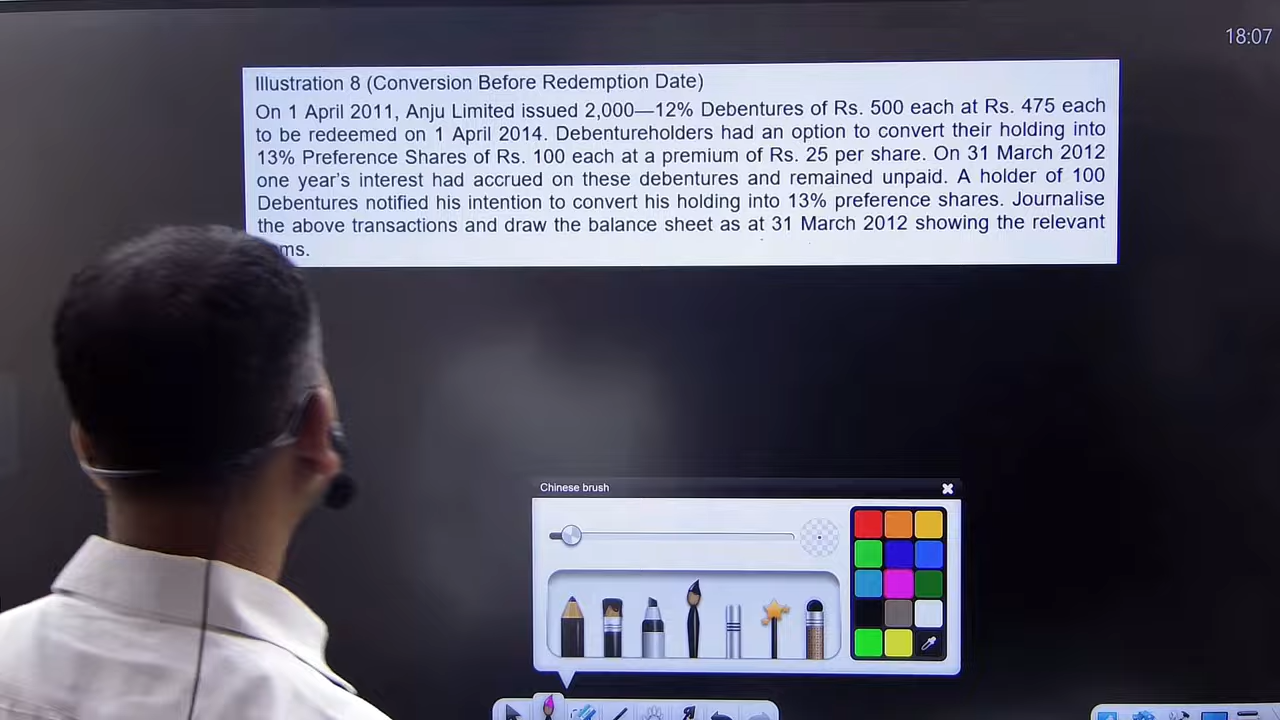 18:07
Illustration 8 (Conversion Before Redemption Date)
On 1 April 2011, Anju Limited issued 2,000—12% Debentures of Rs. 500 each at Rs. 475 each
to be redeemed on 1 April 2014. Debentureholders had an option to convert their holding into
13% Preference Shares of Rs. 100 each at a premium of Rs. 25 per share. On 31 March 2012
one year's interest had accrued on these debentures and remained unpaid. A holder of 100
Debentures notified his intention to convert his holding into 13% preference shares. Journalise
the above transactions and draw the balance sheet as at 31 March 2012 showing the relevant
Chinese brush